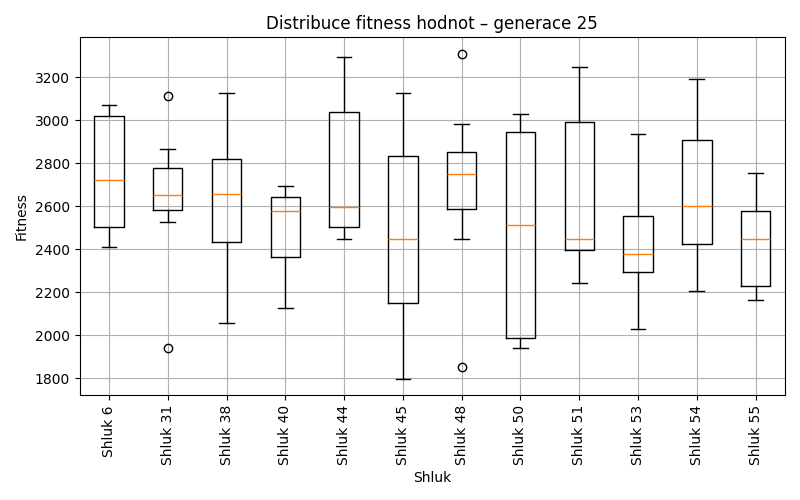 Distribuce fitness hodnot – generace 25
Fitness
3200
3000
2800
2600
2400
2200
2000
1800
Shluk 6
Shluk 31
Shluk 38
Shluk 40
Shluk 44
Shluk 45
Shluk 48
Shluk 50
Shluk 51
Shluk 53
Shluk 54
Shluk 55
Shluk